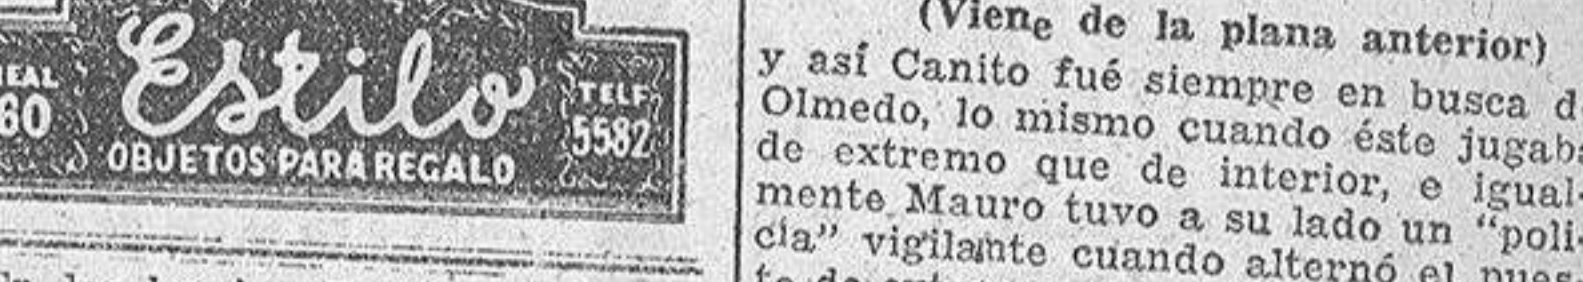 Estilo
60
TELF.
5582
OBJETOS PARA REGALO
(Viene de la plana anterior)
y así Canito fué siempre en busca d
Olmedo, lo mismo cuando éste jugaba
de extremo que de interior, e igual-
mente Mauro tuvo a su lado un "poli-
cía" vigilante cuando alternó el pues-